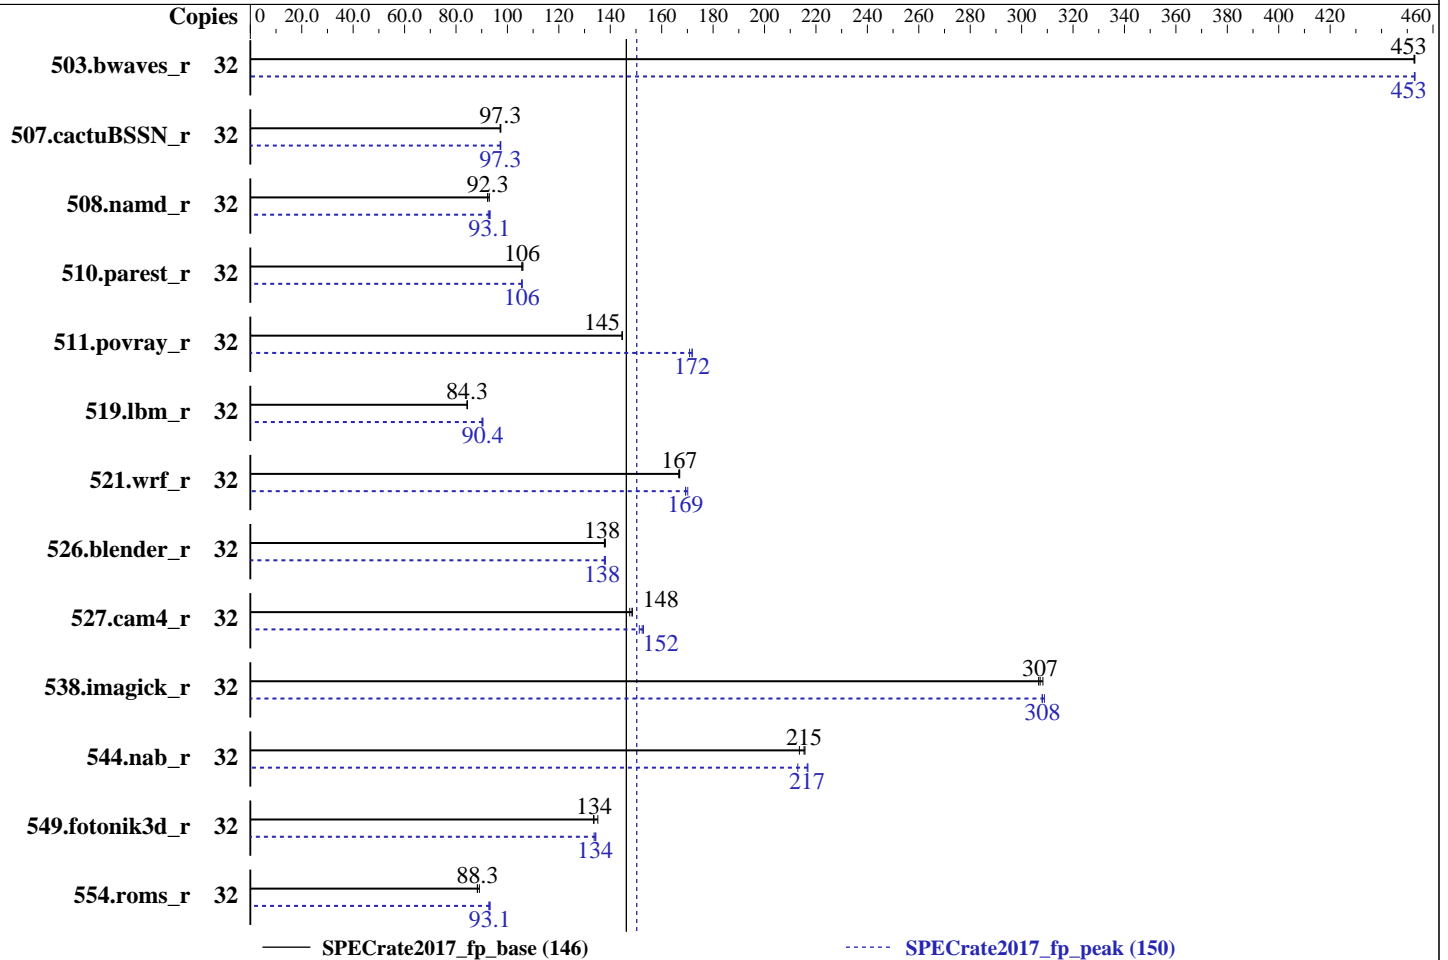 Copies 0 20.0 40.0 60.0 80.0 100 120 140 160 180 200 220 240 260 280 300 320 340 360 380 400 420 460
503.bwaves_r 32 453
453
507.cactuBSSN_r 32 97.3
97.3
508.namd_r 32 92.3
93.1
510.parest_r 32 106
106
511.povray_r 32 145
172
519.lbm_r 32 84.3
90.4
521.wrf_r 32 167
169
526.blender_r 32 138
138
527.cam4_r 32 148
152
538.imagick_r 32 307
308
544.nab_r 32 215
217
549.fotonik3d_r 32 134
134
554.roms_r 32 88.3
93.1
SPECrate2017_fp_base (146) SPECrate2017_fp_peak (150)